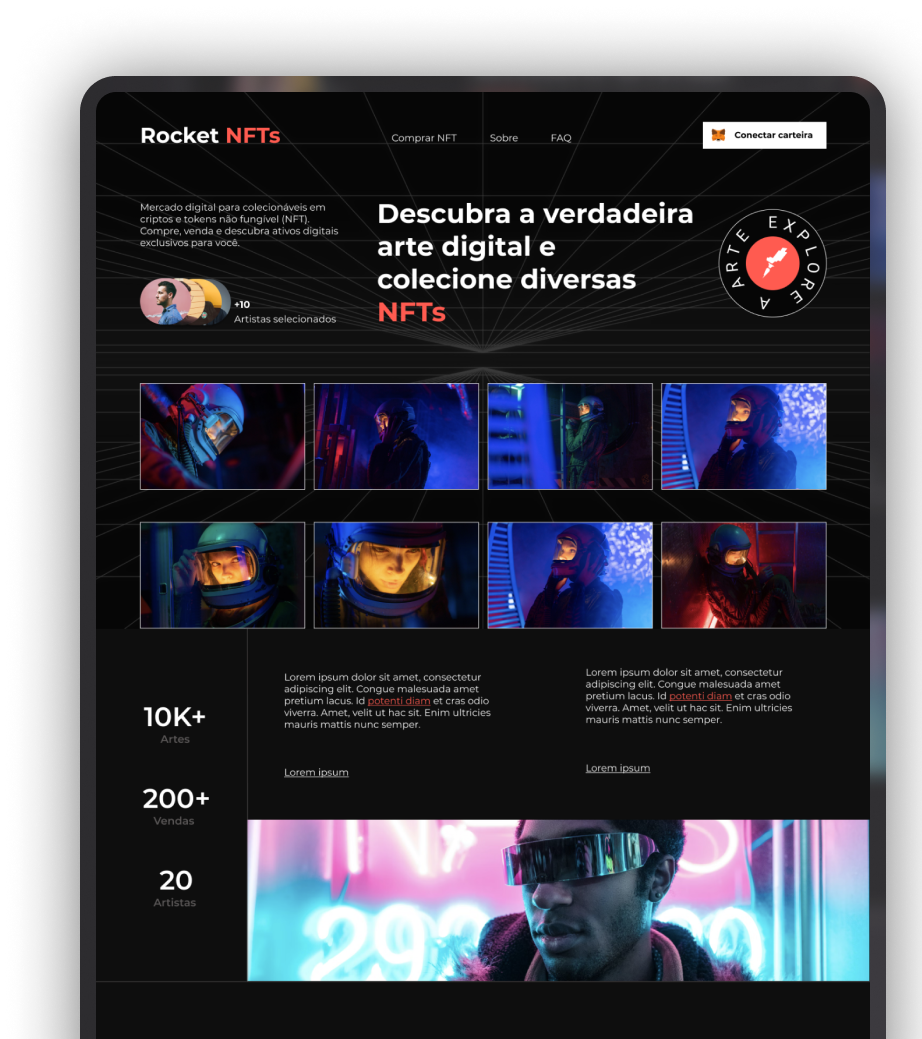 Rocket NFTs
Comprar NFT
Sobre
FAQ
Conectar carteira
Mercado digital para colecionáveis em
criptos e tokens não fungível (NFT).
Compre, venda e descubra ativos digitais
exclusivos para você.
+10
Artistas selecionados
Descubra a verdadeira
arte digital e
colecione diversas
NFTs
EXPLORE A ARTE
10K+
Artes
200+
Vendas
20
Artistas
Lorem ipsum dolor sit amet, consectetur
adipiscing elit. Congue malesuada amet
pretium lacus. Id potenti diam et cras odio
viverra. Amet, velit ut hac sit. Enim ultricies
mauris mattis nunc semper.
Lorem ipsum
Lorem ipsum dolor sit amet, consectetur
adipiscing elit. Congue malesuada amet
pretium lacus. Id potenti diam et cras odio
viverra. Amet, velit ut hac sit. Enim ultricies
mauris mattis nunc semper.
Lorem ipsum